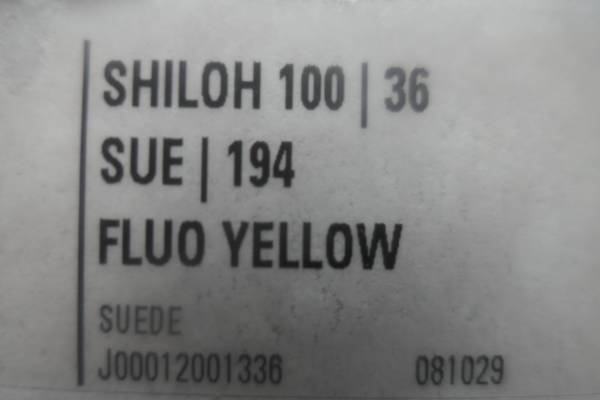 SHILOH 100 | 36
SUE | 194
FLUO YELLOW
SUEDE
J00012001336 081029